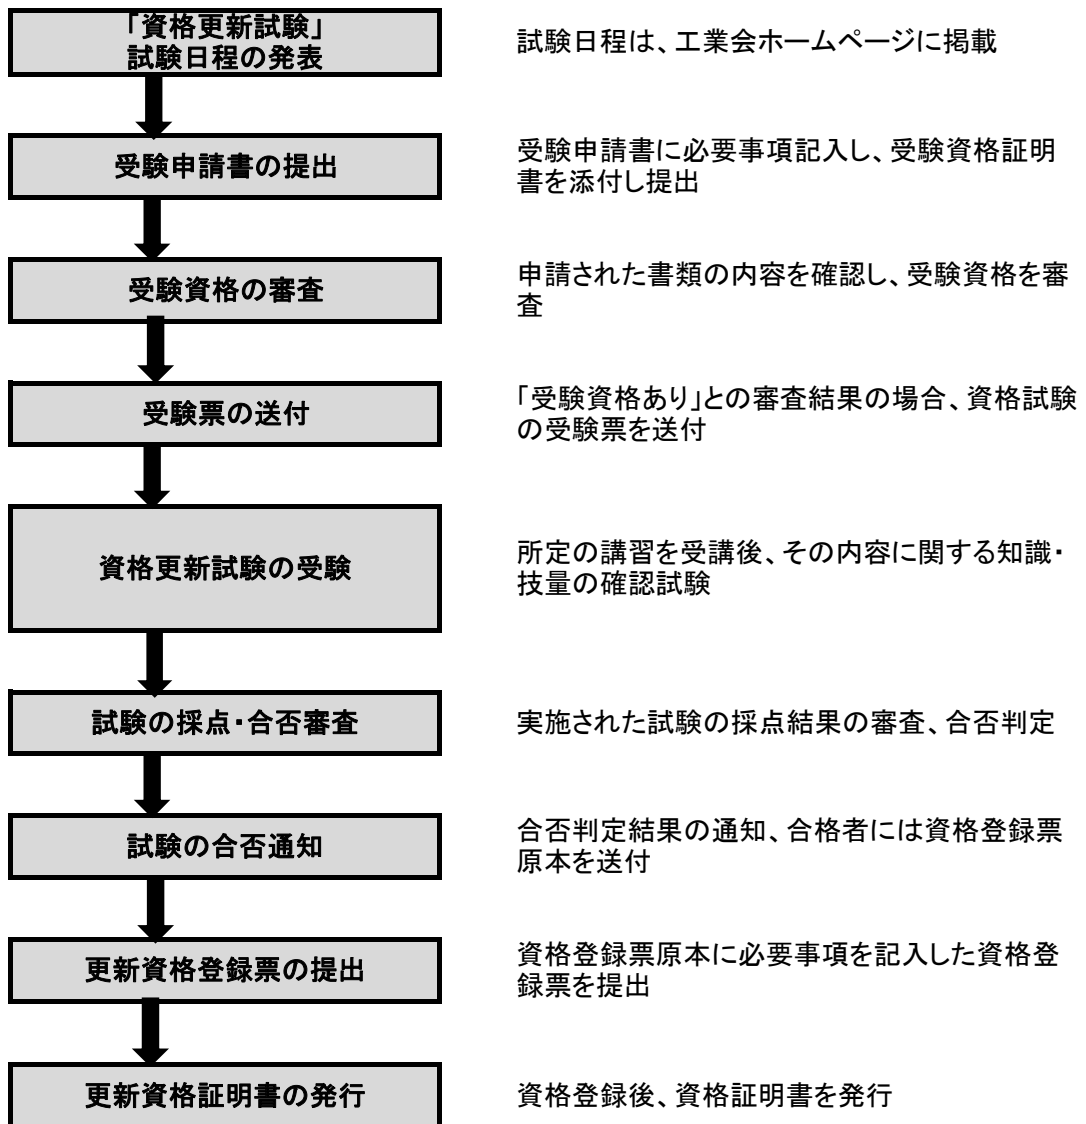 「資格更新試験」
試験日程の発表
試験日程は、工業会ホームページに掲載
受験申請書の提出
受験申請書に必要事項記入し、受験資格証明
書を添付し提出
受験資格の審査
申請された書類の内容を確認し、受験資格を審
査
受験票の送付
「受験資格あり」との審査結果の場合、資格試験
の受験票を送付
資格更新試験の受験
所定の講習を受講後、その内容に関する知識・
技量の確認試験
試験の採点・合否審査
実施された試験の採点結果の審査、合否判定
試験の合否通知
合否判定結果の通知、合格者には資格登録票
原本を送付
更新資格登録票の提出
資格登録票原本に必要事項を記入した資格登
録票を提出
更新資格証明書の発行
資格登録後、資格証明書を発行